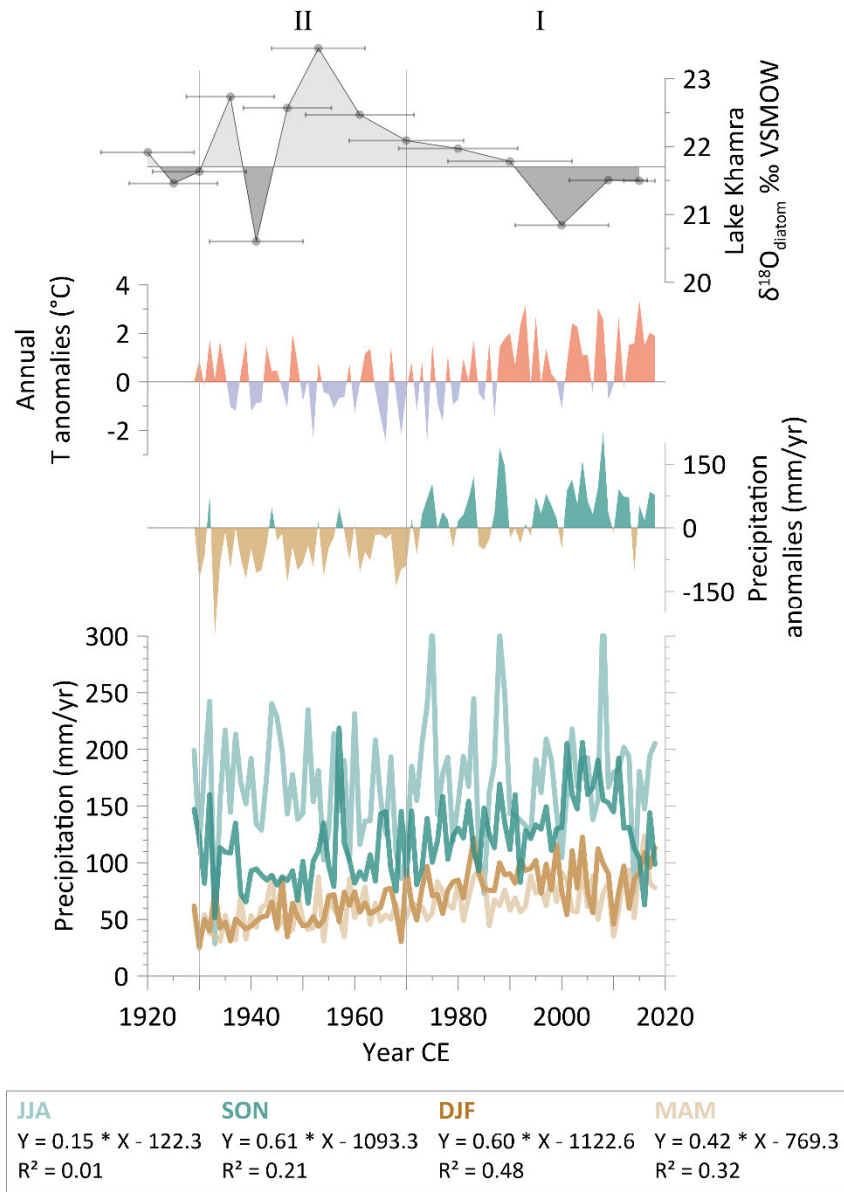 II
I
23
22
21
20
Lake Khamra
δ¹⁸O_diatom ‰ VSMOW
4
2
0
-2
Annual
T anomalies (°C)
150
0
-150
Precipitation
anomalies (mm/yr)
300
250
200
150
100
50
0
Precipitation (mm/yr)
1920 1940 1960 1980 2000 2020
Year CE
JJA SON DJF MAM
Y = 0.15 * X - 122.3 Y = 0.61 * X - 1093.3 Y = 0.60 * X - 1122.6 Y = 0.42 * X - 769.3
R² = 0.01 R² = 0.21 R² = 0.48 R² = 0.32